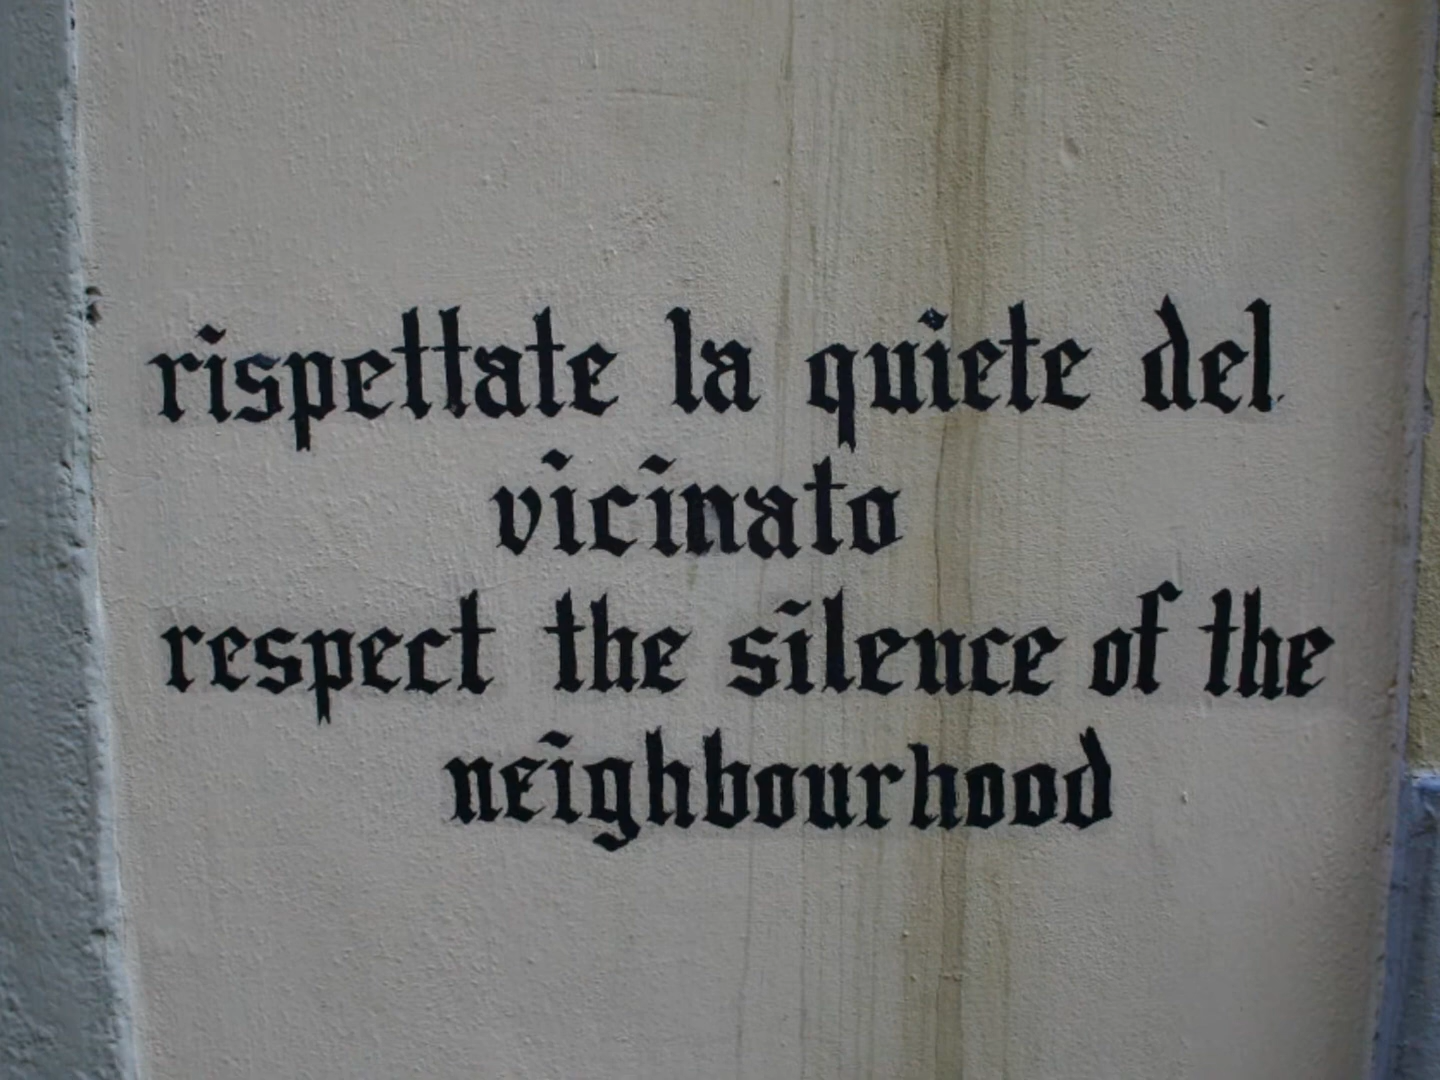 rispettate la quiete del
vicinato
respect the silence of the
neighbourhood